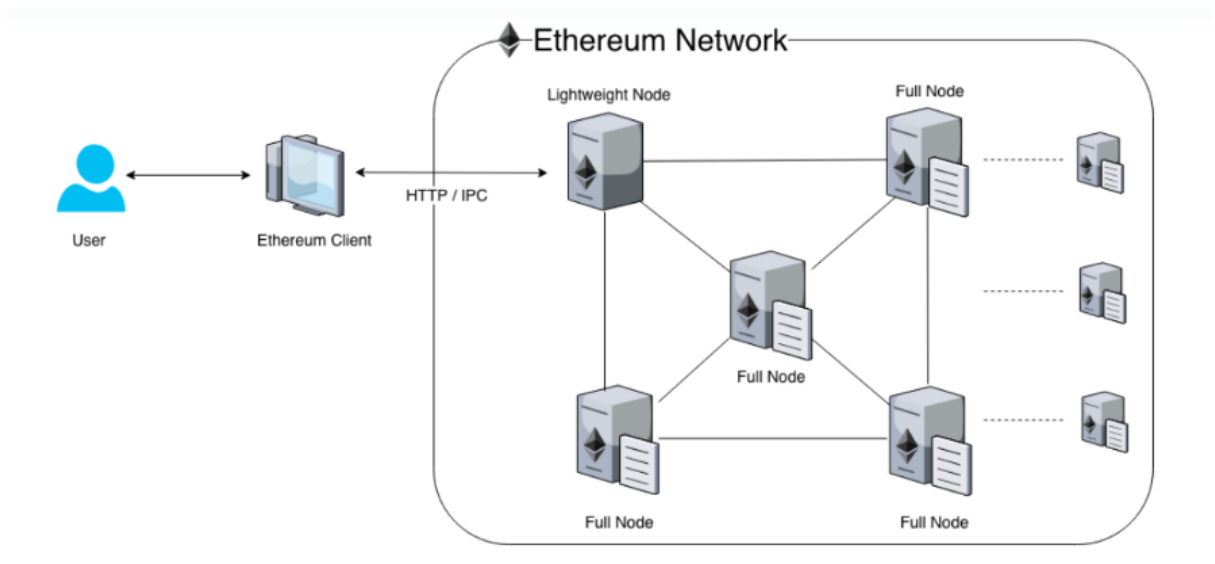 Ethereum Network
Lightweight Node
Full Node
HTTP / IPC
User
Ethereum Client
Full Node
Full Node
Full Node